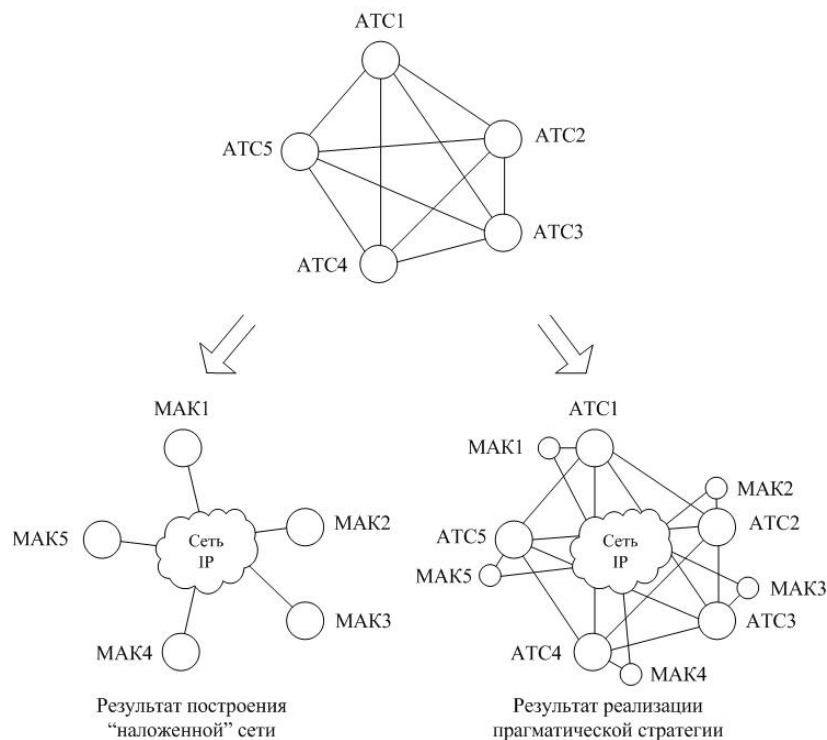 АТС1
АТС5
АТС2
АТС3
АТС4
МАК1
МАК5
Сеть
IP
МАК2
МАК3
МАК4
Результат построения
“наложенной” сети
АТС1
МАК1
МАК2
АТС5
Сеть
IP
АТС2
МАК5
МАК3
АТС3
АТС4
МАК4
Результат реализации
прагматической стратегии